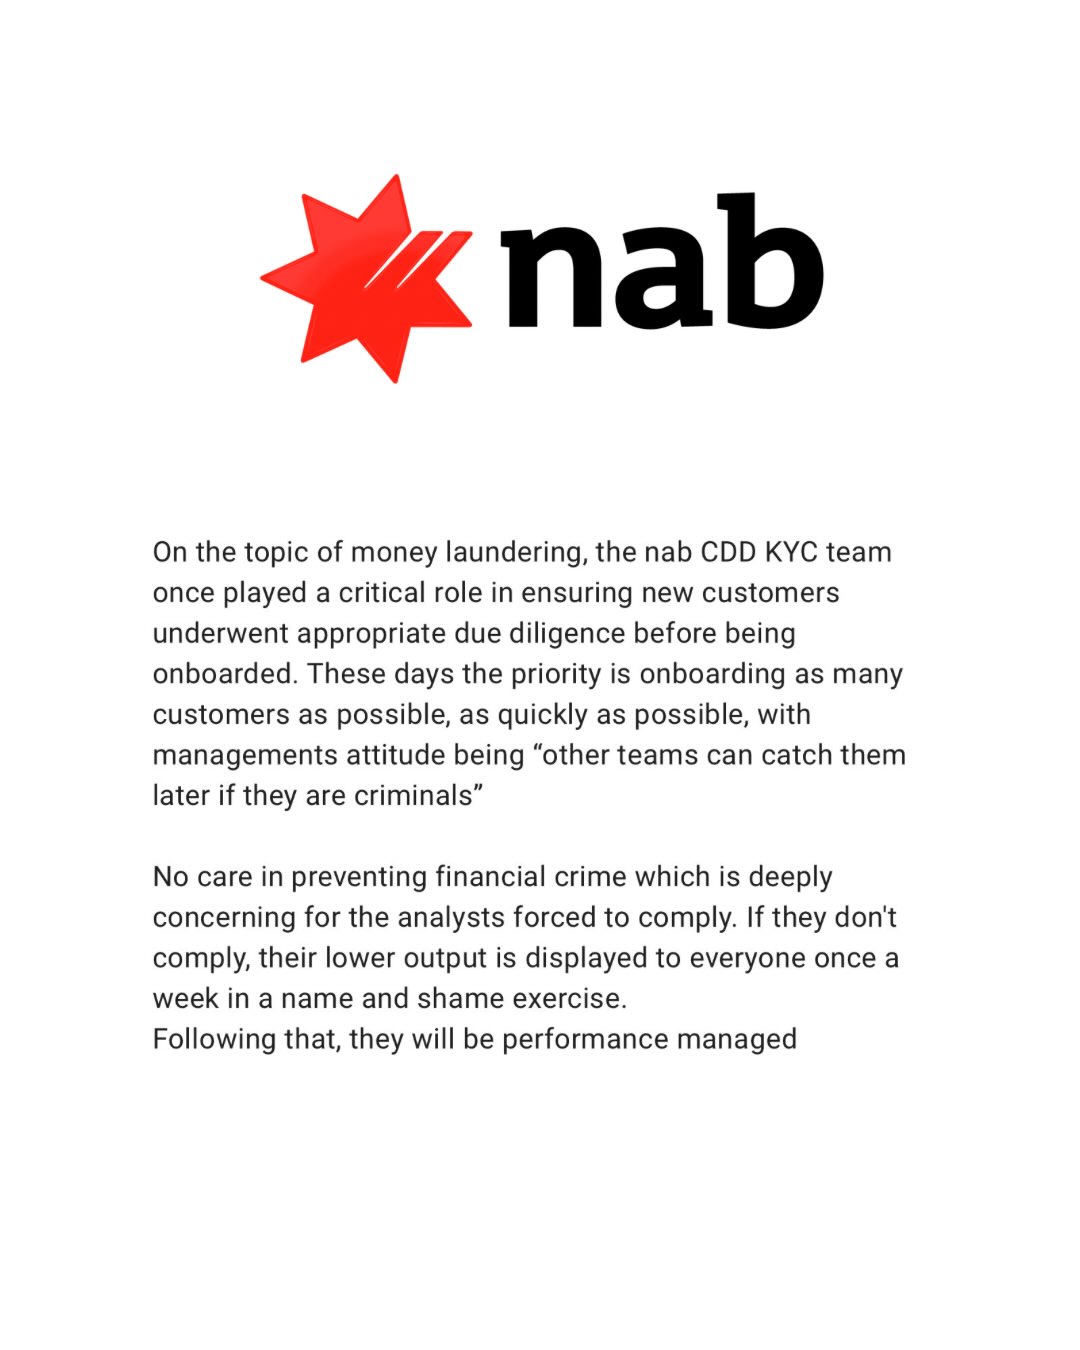 nab
On the topic of money laundering, the nab CDD KYC team
once played a critical role in ensuring new customers
underwent appropriate due diligence before being
onboarded. These days the priority is onboarding as many
customers as possible, as quickly as possible, with
managements attitude being “other teams can catch them
later if they are criminals”
No care in preventing financial crime which is deeply
concerning for the analysts forced to comply. If they don't
comply, their lower output is displayed to everyone once a
week in a name and shame exercise.
Following that, they will be performance managed